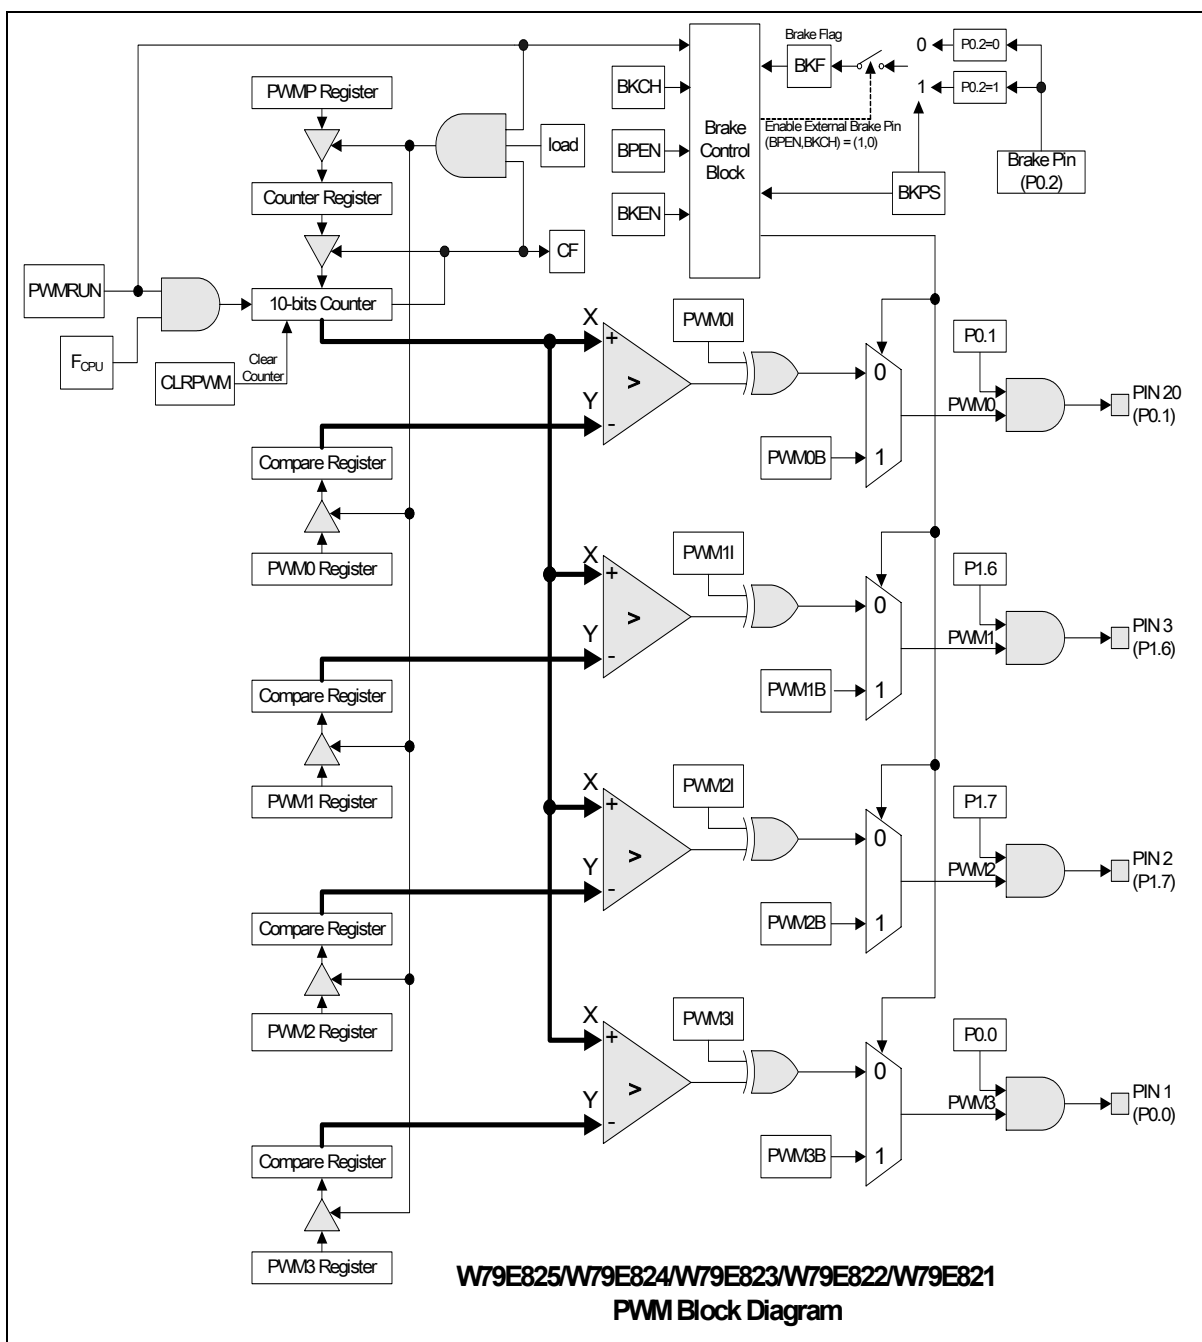 Brake Flag
0
P0.2=0
BKF
PWMP Register
BKCH
1
P0.2=1
load
Brake
Control
Block
Enable External Brake Pin
(BPEN,BKCH) = (1,0)
BPEN
Brake Pin
(P0.2)
Counter Register
BKPS
BKEN
CF
PWMRUN
10-bits Counter
FCPU
Clear
Counter
CLRPWM
X
+
PWM0I
P0.1
>
0
Y
-
PWM0
PIN 20
(P0.1)
Compare Register
PWM0B
1
PWM0 Register
X
+
PWM1I
P1.6
>
0
Y
-
PWM1
PIN 3
(P1.6)
Compare Register
PWM1B
1
PWM1 Register
X
+
PWM2I
P1.7
>
0
Y
-
PWM2
PIN 2
(P1.7)
Compare Register
PWM2B
1
PWM2 Register
X
+
PWM3I
P0.0
>
0
Y
-
PWM3
PIN 1
(P0.0)
Compare Register
PWM3B
1
PWM3 Register
W79E825/W79E824/W79E823/W79E822/W79E821
PWM Block Diagram